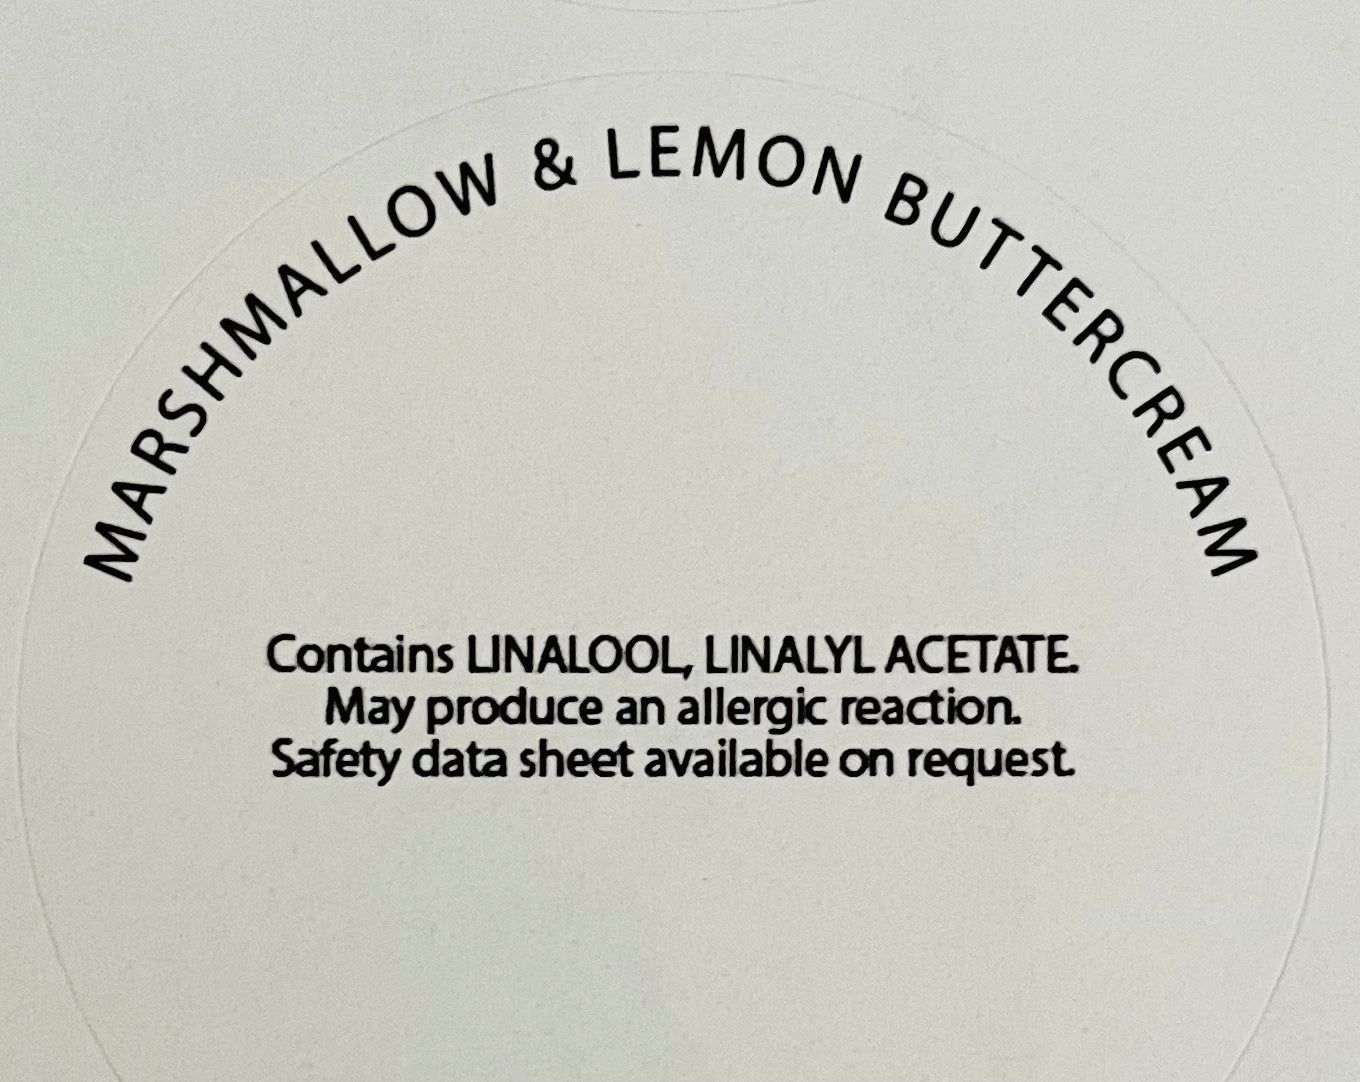 MARSHMALLOW & LEMON BUTTERCREAM
Contains LINALOOL, LINALYL ACETATE.
May produce an allergic reaction.
Safety data sheet available on request.